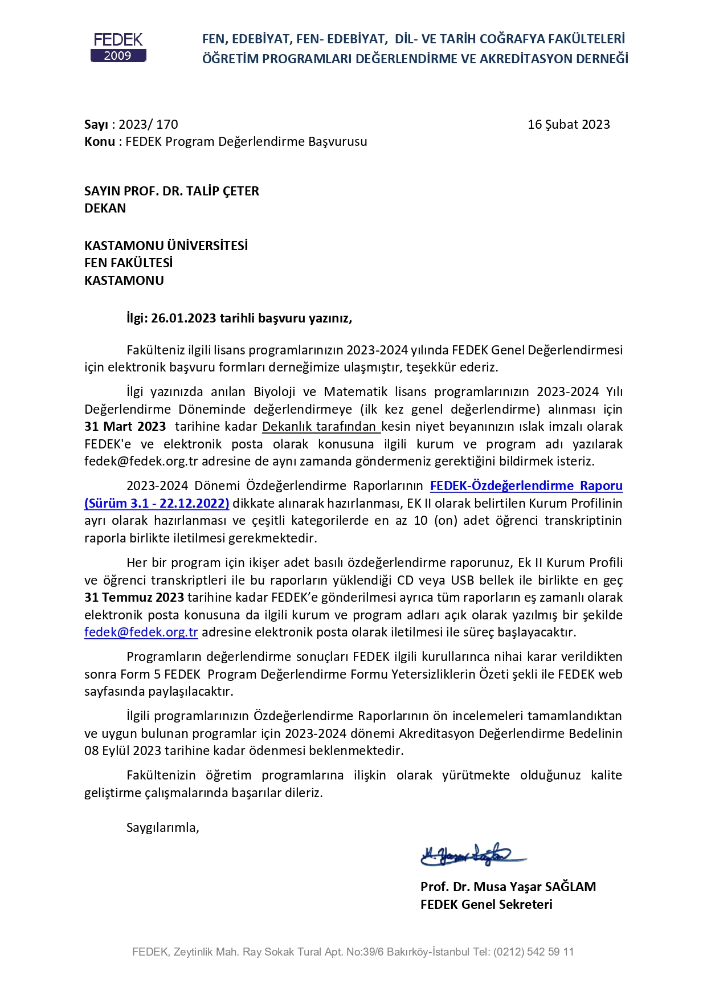 FEDEK
2009
FEN, EDEBİYAT, FEN- EDEBİYAT, DİL- VE TARİH COĞRAFYA FAKÜLTELERİ
ÖĞRETİM PROGRAMLARI DEĞERLENDİRME VE AKREDİTASYON DERNEĞİ
Sayı : 2023/ 170 16 Şubat 2023
Konu : FEDEK Program Değerlendirme Başvurusu
SAYIN PROF. DR. TALİP ÇETER
DEKAN
KASTAMONU ÜNİVERSİTESİ
FEN FAKÜLTESİ
KASTAMONU
İlgi: 26.01.2023 tarihli başvuru yazınız,
Fakülteniz ilgili lisans programlarınızın 2023-2024 yılında FEDEK Genel Değerlendirmesi
için elektronik başvuru formları derneğimize ulaşmıştır, teşekkür ederiz.
İlgi yazınızda anılan Biyoloji ve Matematik lisans programlarınızın 2023-2024 Yılı
Değerlendirme Döneminde değerlendirmeye (ilk kez genel değerlendirme) alınması için
31 Mart 2023 tarihine kadar Dekanlık tarafından kesin niyet beyanınızın ıslak imzalı olarak
FEDEK'e ve elektronik posta olarak konusuna ilgili kurum ve program adı yazılarak
fedek@fedek.org.tr adresine de aynı zamanda göndermeniz gerektiğini bildirmek isteriz.
2023-2024 Dönemi Özdeğerlendirme Raporlarının FEDEK-Özdeğerlendirme Raporu
(Sürüm 3.1 - 22.12.2022) dikkate alınarak hazırlanması, EK II olarak belirtilen Kurum Profilinin
ayrı olarak hazırlanması ve çeşitli kategorilerde en az 10 (on) adet öğrenci transkriptinin
raporla birlikte iletilmesi gerekmektedir.
Her bir program için ikişer adet basılı özdeğerlendirme raporunuz, Ek II Kurum Profili
ve öğrenci transkriptleri ile bu raporların yüklendiği CD veya USB bellek ile birlikte en geç
31 Temmuz 2023 tarihine kadar FEDEK’e gönderilmesi ayrıca tüm raporların eş zamanlı olarak
elektronik posta konusuna da ilgili kurum ve program adları açık olarak yazılmış bir şekilde
fedek@fedek.org.tr adresine elektronik posta olarak iletilmesi ile süreç başlayacaktır.
Programların değerlendirme sonuçları FEDEK ilgili kurullarınca nihai karar verildikten
sonra Form 5 FEDEK Program Değerlendirme Formu Yetersizliklerin Özeti şekli ile FEDEK web
sayfasında paylaşılacaktır.
İlgili programlarınızın Özdeğerlendirme Raporlarının ön incelemeleri tamamlandıktan
ve uygun bulunan programlar için 2023-2024 dönemi Akreditasyon Değerlendirme Bedelinin
08 Eylül 2023 tarihine kadar ödenmesi beklenmektedir.
Fakültenizin öğretim programlarına ilişkin olarak yürütmekte olduğunuz kalite
geliştirme çalışmalarında başarılar dileriz.
Saygılarımla,
M. Yaşar Sağlam
Prof. Dr. Musa Yaşar SAĞLAM
FEDEK Genel Sekreteri
FEDEK, Zeytinlik Mah. Ray Sokak Tural Apt. No:39/6 Bakırköy-İstanbul Tel: (0212) 542 59 11